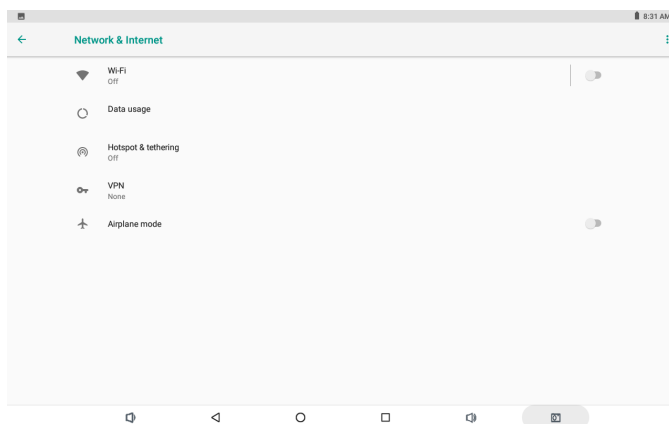 8:31 AM
Network & Internet
Wi-Fi
Off
Data usage
Hotspot & tethering
Off
VPN
None
Airplane mode